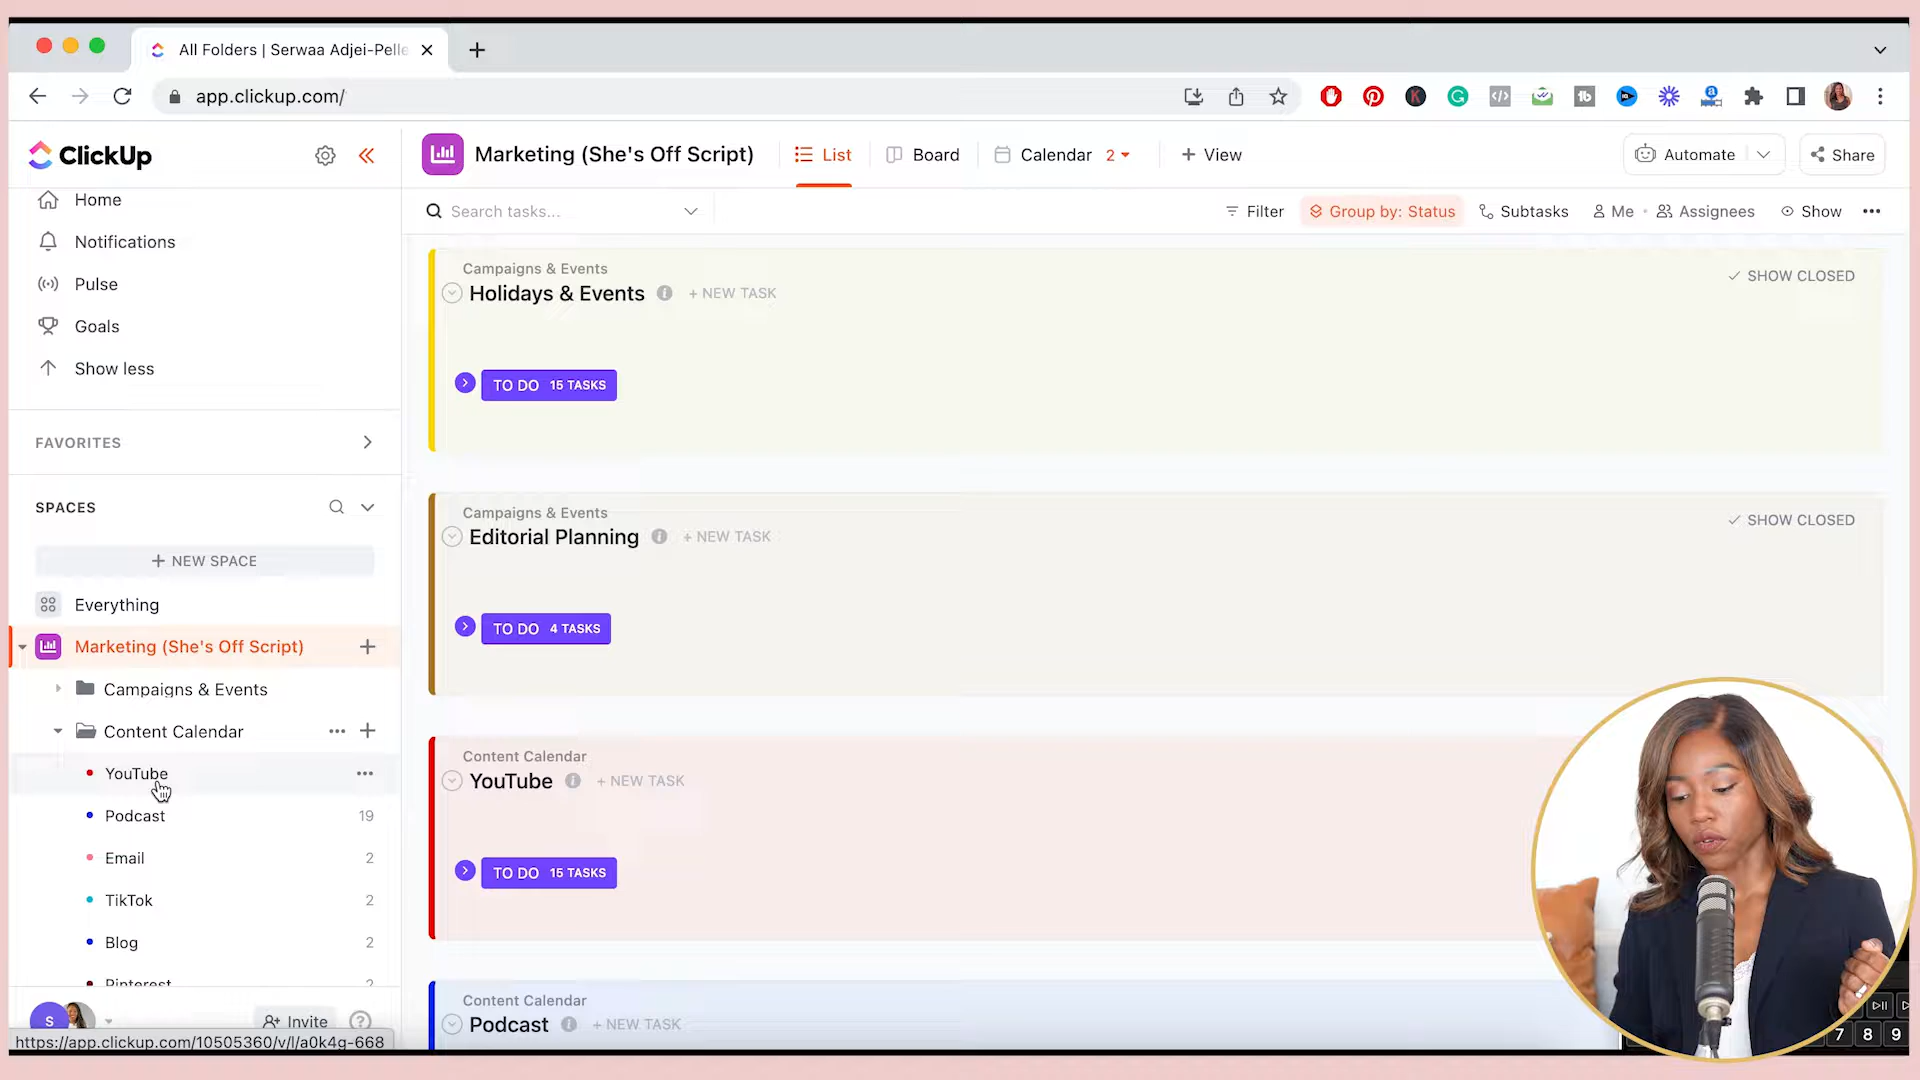 All Folders | Serwaa Adjei-Pelle
app.clickup.com/
ClickUp
Marketing (She's Off Script)
List
Board
Calendar 2
+ View
Automate
Share
Home
Notifications
Pulse
Goals
Show less
Search tasks...
Filter
Group by: Status
Subtasks
Me
Assignees
Show
FAVORITES
SPACES
+ NEW SPACE
Everything
Marketing (She's Off Script)
Campaigns & Events
Content Calendar
YouTube
Podcast 19
Email 2
TikTok 2
Blog 2
Pinterest 2
S
Invite
https://app.clickup.com/10505360/v/l/a0k4g-668
Campaigns & Events
Holidays & Events
+ NEW TASK
SHOW CLOSED
TO DO 15 TASKS
Campaigns & Events
Editorial Planning
+ NEW TASK
SHOW CLOSED
TO DO 4 TASKS
Content Calendar
YouTube
+ NEW TASK
TO DO 15 TASKS
Content Calendar
Podcast
+ NEW TASK
7 8 9